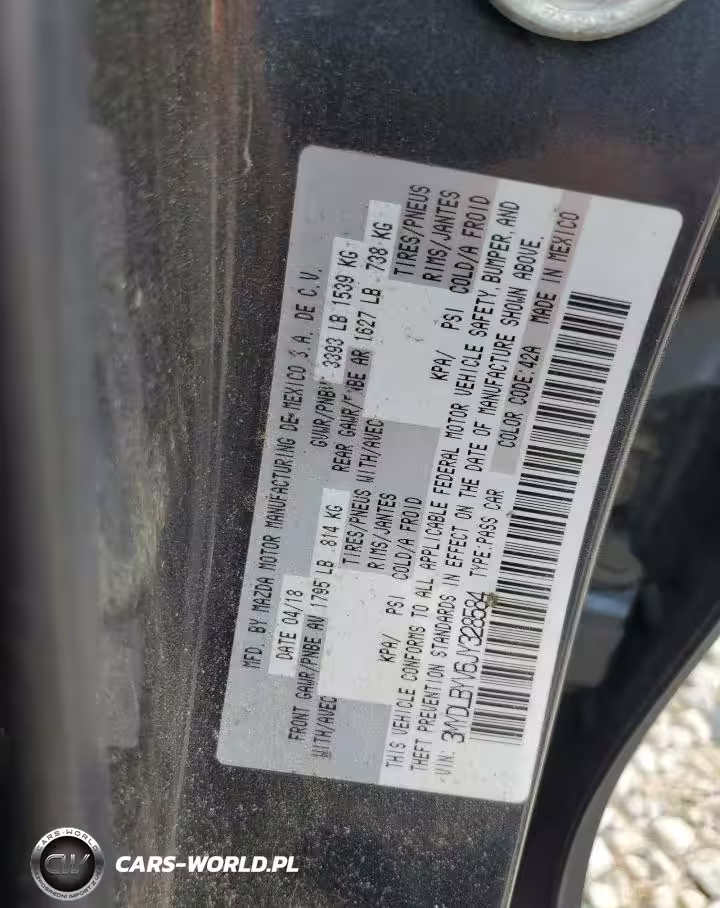 MFD. BY MAZDA MOTOR MANUFACTURING DE MEXICO S.A. DE C.V.
DATE 04/18 GVWR/PNBV 3393 LB 1539 KG
FRONT GAWR/PNBE AV 1795 LB 814 KG REAR GAWR/PNBE AR 1627 LB 738 KG
WITH/AVEC TIRES/PNEUS WITH/AVEC TIRES/PNEUS
RIMS/JANTES RIMS/JANTES
KPA/ PSI COLD/A FROID KPA/ PSI COLD/A FROID
THIS VEHICLE CONFORMS TO ALL APPLICABLE FEDERAL MOTOR VEHICLE SAFETY, BUMPER, AND
THEFT PREVENTION STANDARDS IN EFFECT ON THE DATE OF MANUFACTURE SHOWN ABOVE.
VIN: 3MYDLBYV6JY328584 TYPE:PASS CAR COLOR CODE:42A MADE IN MEXICO
CARS-WORLD
CW
CARS-WORLD.PL